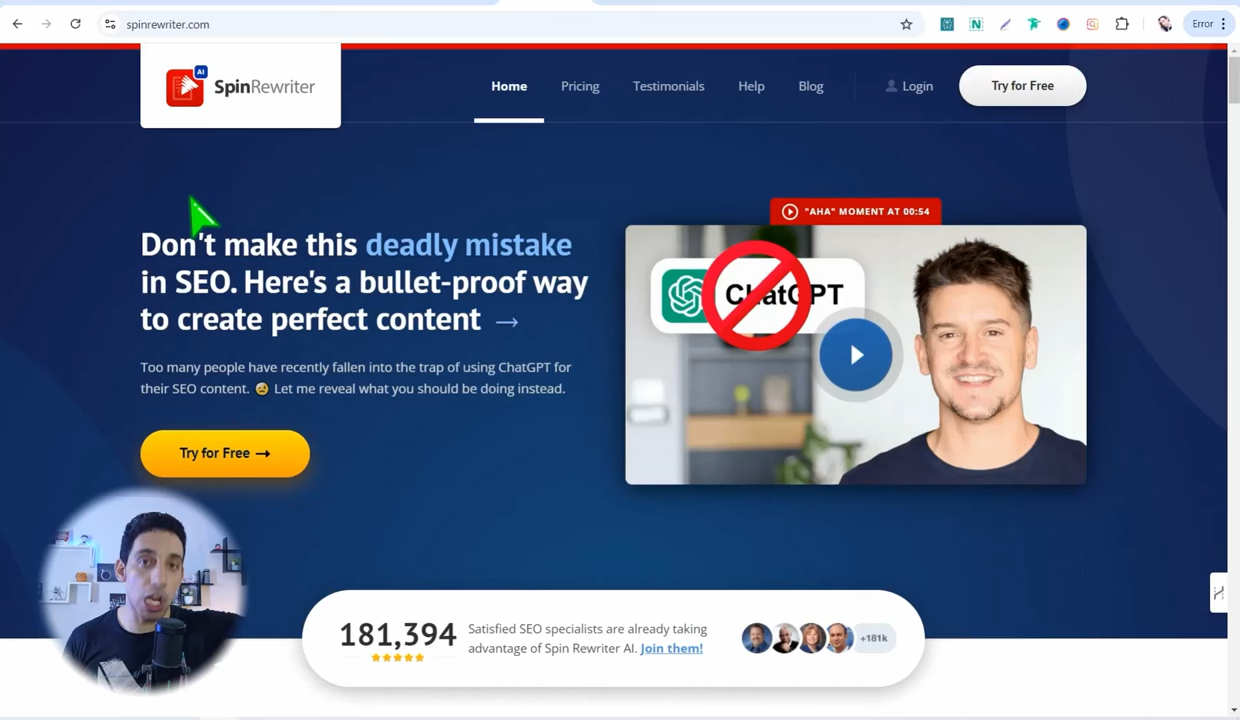 spinrewriter.com
Error
AI
SpinRewriter
Home
Pricing
Testimonials
Help
Blog
Login
Try for Free
"AHA" MOMENT AT 00:54
Don't make this deadly mistake
in SEO. Here's a bullet-proof way
to create perfect content →
ChatGPT
Too many people have recently fallen into the trap of using ChatGPT for
their SEO content. 😥 Let me reveal what you should be doing instead.
Try for Free →
181,394
Satisfied SEO specialists are already taking
advantage of Spin Rewriter AI. Join them!
+181k